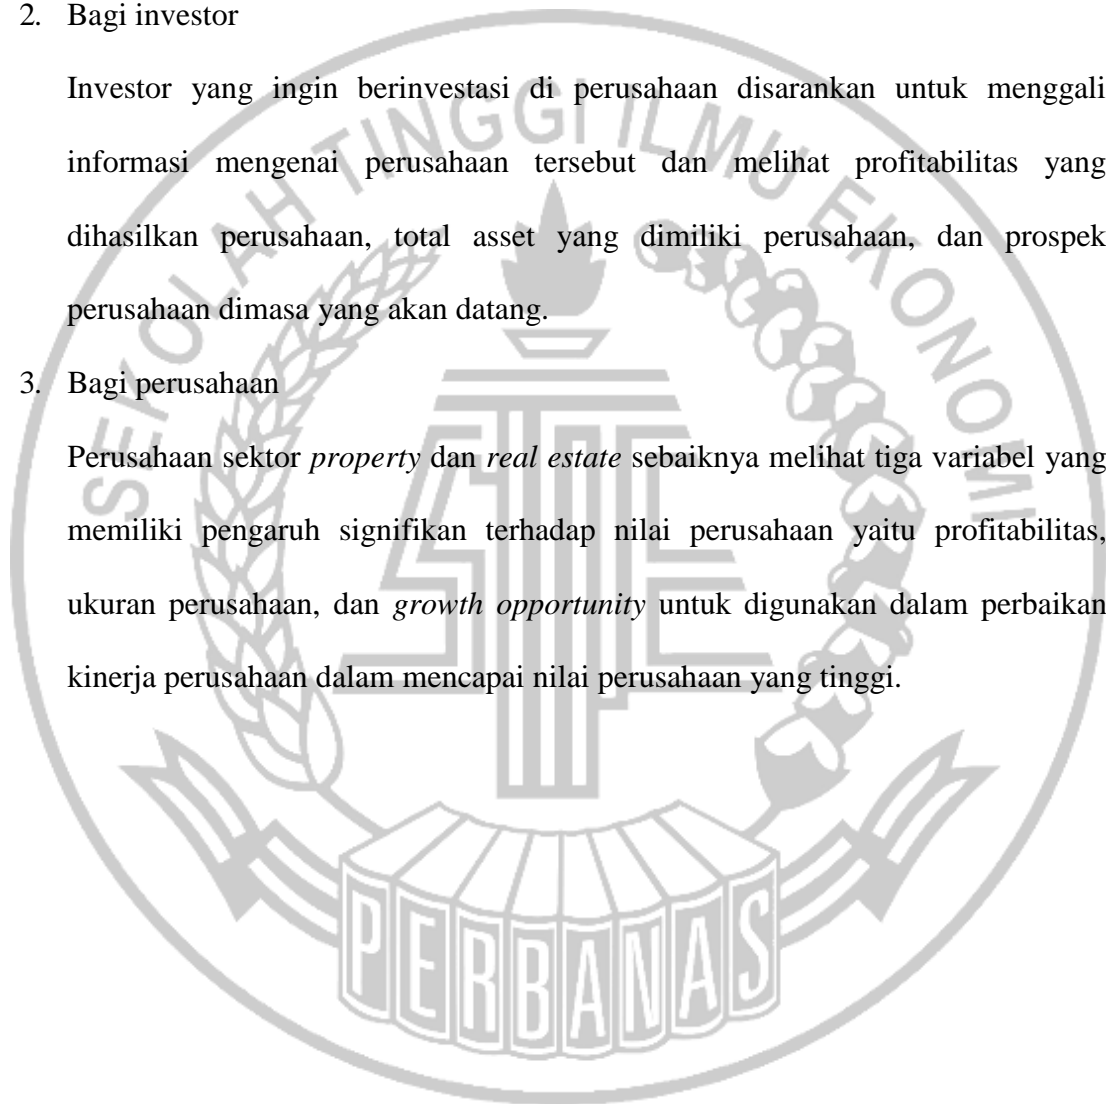 2. Bagi investor
Investor yang ingin berinvestasi di perusahaan disarankan untuk menggali
informasi mengenai perusahaan tersebut dan melihat profitabilitas yang
dihasilkan perusahaan, total asset yang dimiliki perusahaan, dan prospek
perusahaan dimasa yang akan datang.
3. Bagi perusahaan
Perusahaan sektor property dan real estate sebaiknya melihat tiga variabel yang
memiliki pengaruh signifikan terhadap nilai perusahaan yaitu profitabilitas,
ukuran perusahaan, dan growth opportunity untuk digunakan dalam perbaikan
kinerja perusahaan dalam mencapai nilai perusahaan yang tinggi.
SEKOLAH TINGGI ILMU EKONOMI
PERBANAS